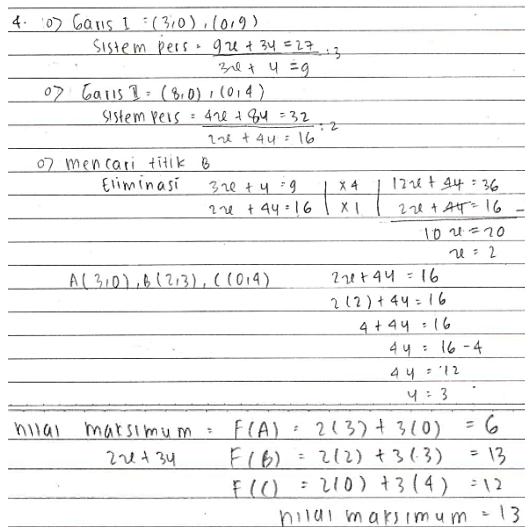 4. o> Garis I = (3,0), (0,9)
Sistem pers = 9x + 3y = 27 : 3
3x + y = 9
o> Garis II = (8,0), (0,4)
Sistem pers = 4x + 8y = 32 : 2
2x + 4y = 16
o> mencari titik B
Eliminasi 3x + y = 9 | x4 | 12x + 4y = 36
2x + 4y = 16 | x1 | 2x + 4y = 16 -
10x = 20
x = 2
A(3,0), B(2,3), C(0,4) 2x + 4y = 16
2(2) + 4y = 16
4 + 4y = 16
4y = 16 - 4
4y = 12
y = 3
nilai maksimum = F(A) = 2(3) + 3(0) = 6
2x + 3y F(B) = 2(2) + 3(3) = 13
F(C) = 2(0) + 3(4) = 12
nilai maksimum = 13